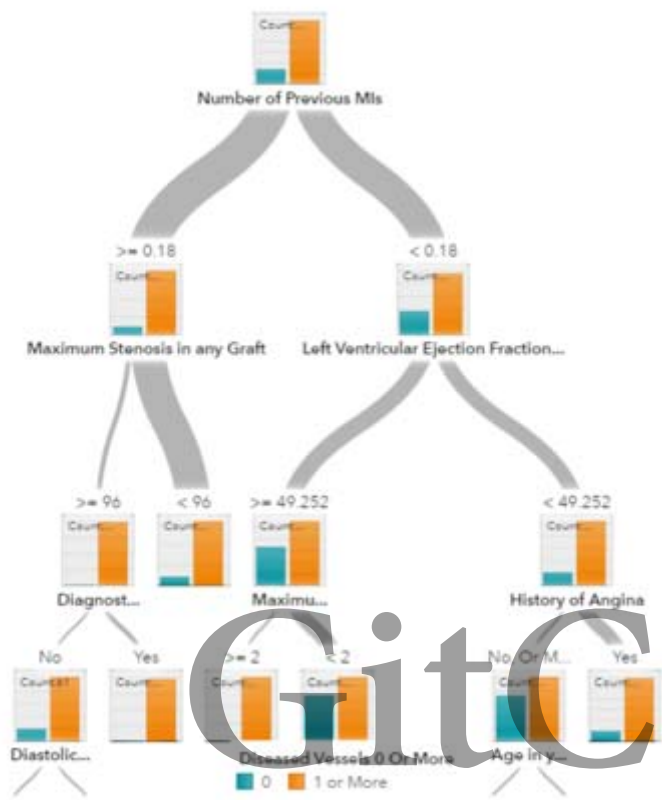 Count...
Number of Previous MIs
>= 0.18 < 0.18
Count... Count...
Maximum Stenosis in any Graft Left Ventricular Ejection Fraction...
>= 96 < 96 >= 49.252 < 49.252
Count... Count... Count... Count...
Diagnost... Maximu... History of Angina
No Yes >= 2 < 2 No, Or M... Yes
Count... Count... Count... Count... Count...
Diastolic... Diseased Vessels 0 Or More Age in y...
0 1 or More
GitC